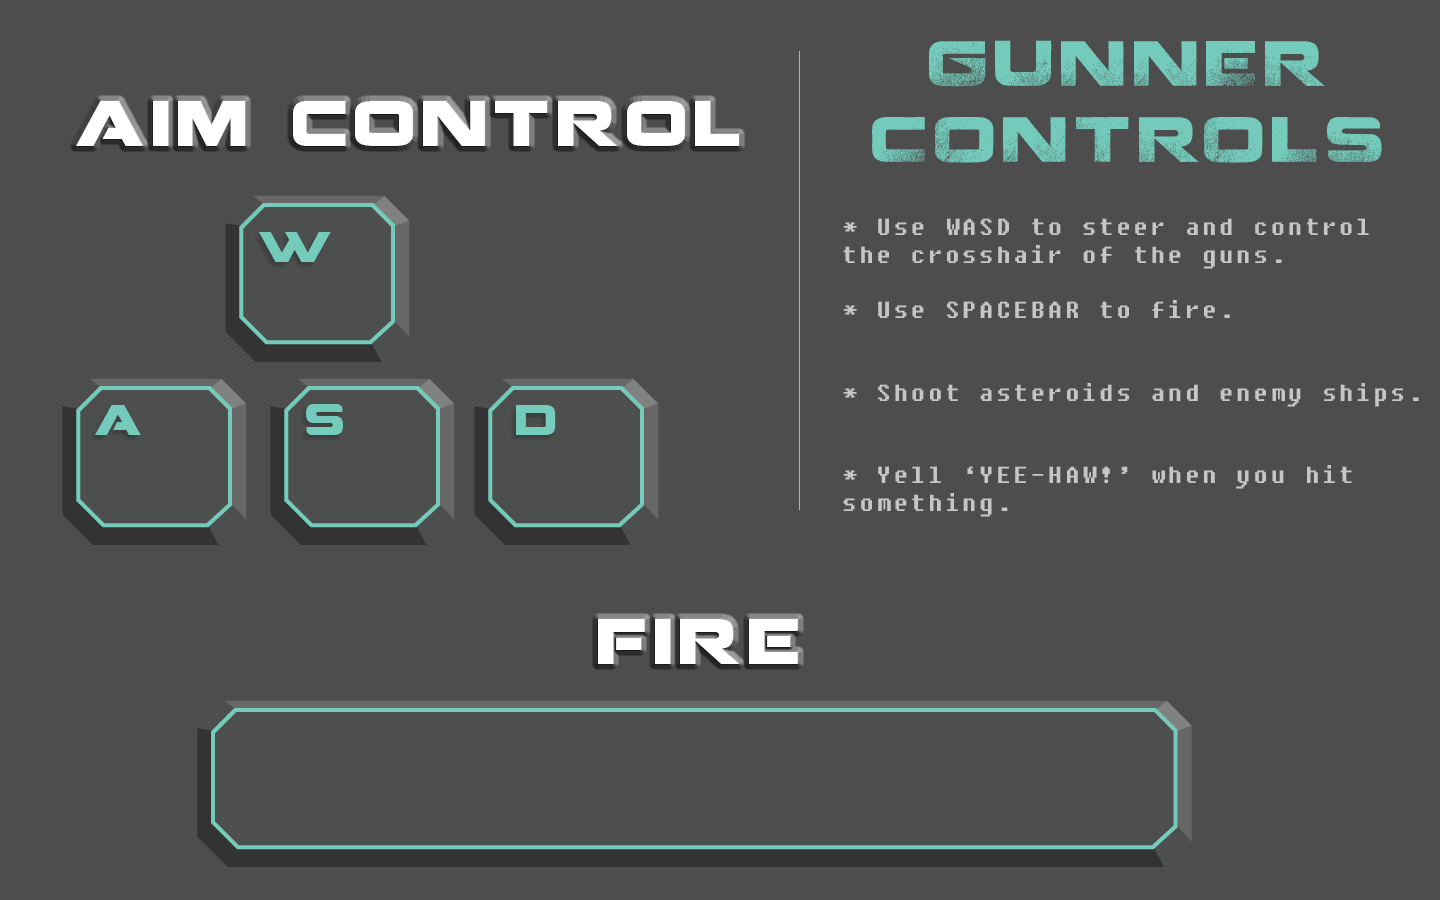 AIM CONTROL
W
A S D
GUNNER
CONTROLS
* Use WASD to steer and control
the crosshair of the guns.
* Use SPACEBAR to fire.
* Shoot asteroids and enemy ships.
* Yell ‘YEE-HAW!’ when you hit
something.
FIRE